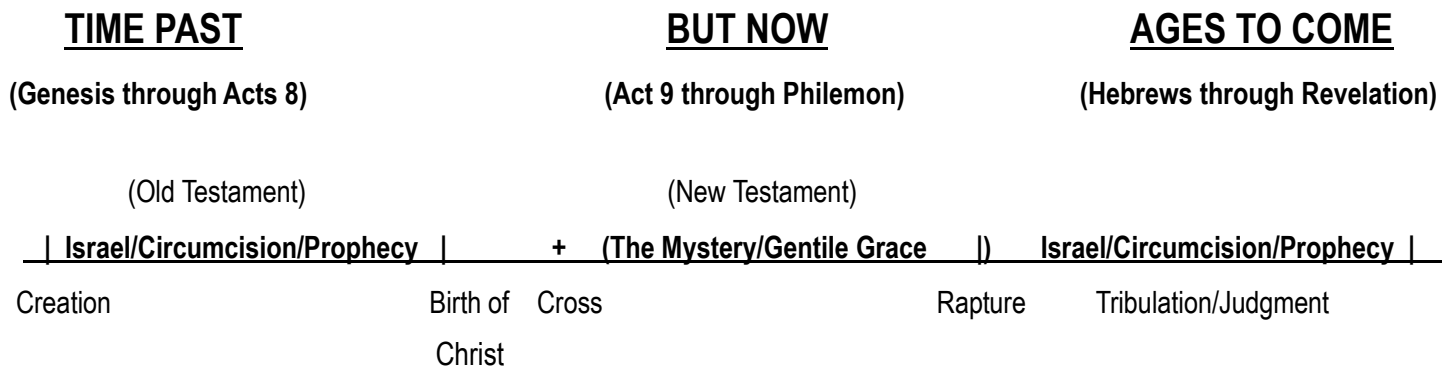 TIME PAST BUT NOW AGES TO COME
(Genesis through Acts 8) (Act 9 through Philemon) (Hebrews through Revelation)
(Old Testament) (New Testament)
| Israel/Circumcision/Prophecy | + (The Mystery/Gentile Grace |) Israel/Circumcision/Prophecy |
Creation Birth of Cross Rapture Tribulation/Judgment
Christ